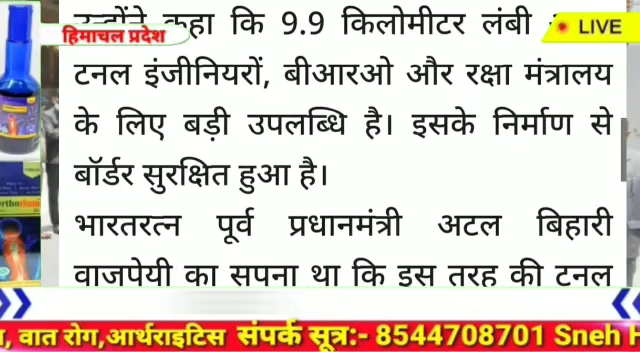 उन्होंने कहा कि 9.9 किलोमीटर लंबी
हिमाचल प्रदेश
LIVE
टनल इंजीनियरों, बीआरओ और रक्षा मंत्रालय
के लिए बड़ी उपलब्धि है। इसके निर्माण से
बॉर्डर सुरक्षित हुआ है।
भारतरत्न पूर्व प्रधानमंत्री अटल बिहारी
वाजपेयी का सपना था कि इस तरह की टनल
वात रोग,आर्थराइटिस संपर्क सूत्र:- 8544708701 Sneh